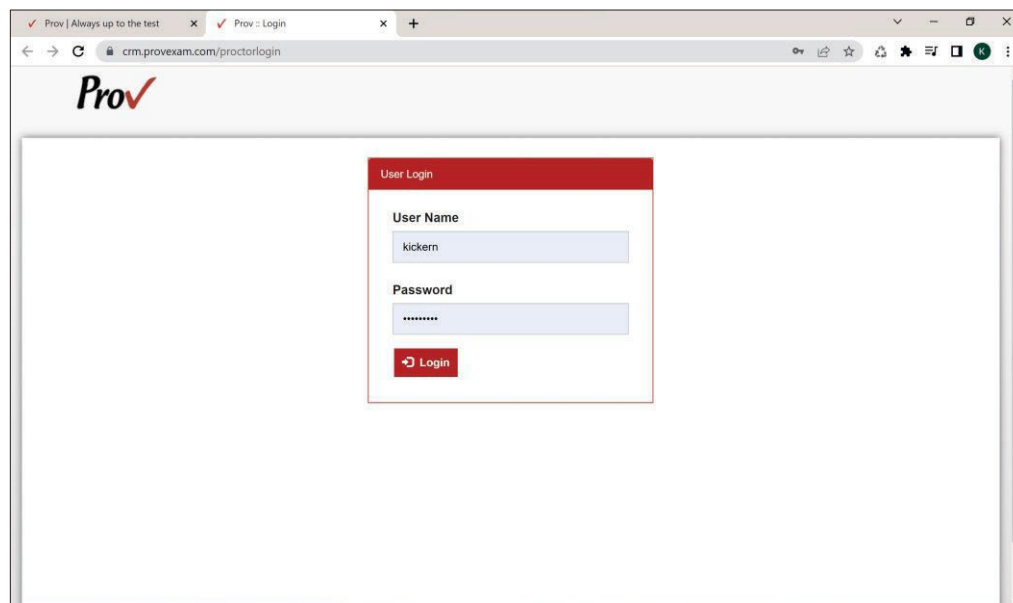 Prov | Always up to the test
Prov :: Login
crm.provexam.com/proctorlogin
K
Prov
User Login
User Name
kickern
Password
•••••••••
Login